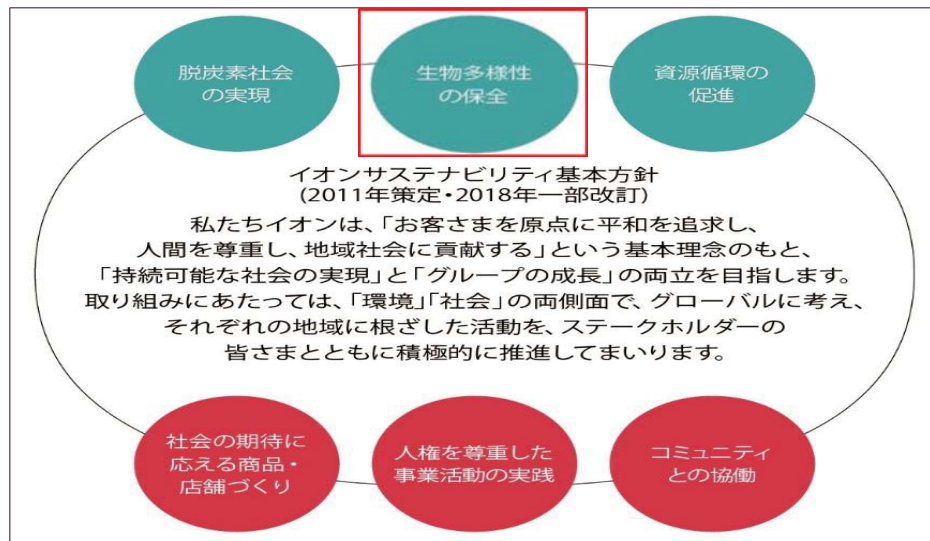 脱炭素社会
の実現
生物多様性
の保全
資源循環の
促進
イオンサステナビリティ基本方針
(2011年策定・2018年一部改訂)
私たちイオンは、「お客さまを原点に平和を追求し、
人間を尊重し、地域社会に貢献する」という基本理念のもと、
「持続可能な社会の実現」と「グループの成長」の両立を目指します。
取り組みにあたっては、「環境」「社会」の両側面で、グローバルに考え、
それぞれの地域に根ざした活動を、ステークホルダーの
皆さまとともに積極的に推進してまいります。
社会の期待に
応える商品・
店舗づくり
人権を尊重した
事業活動の実践
コミュニティ
との協働